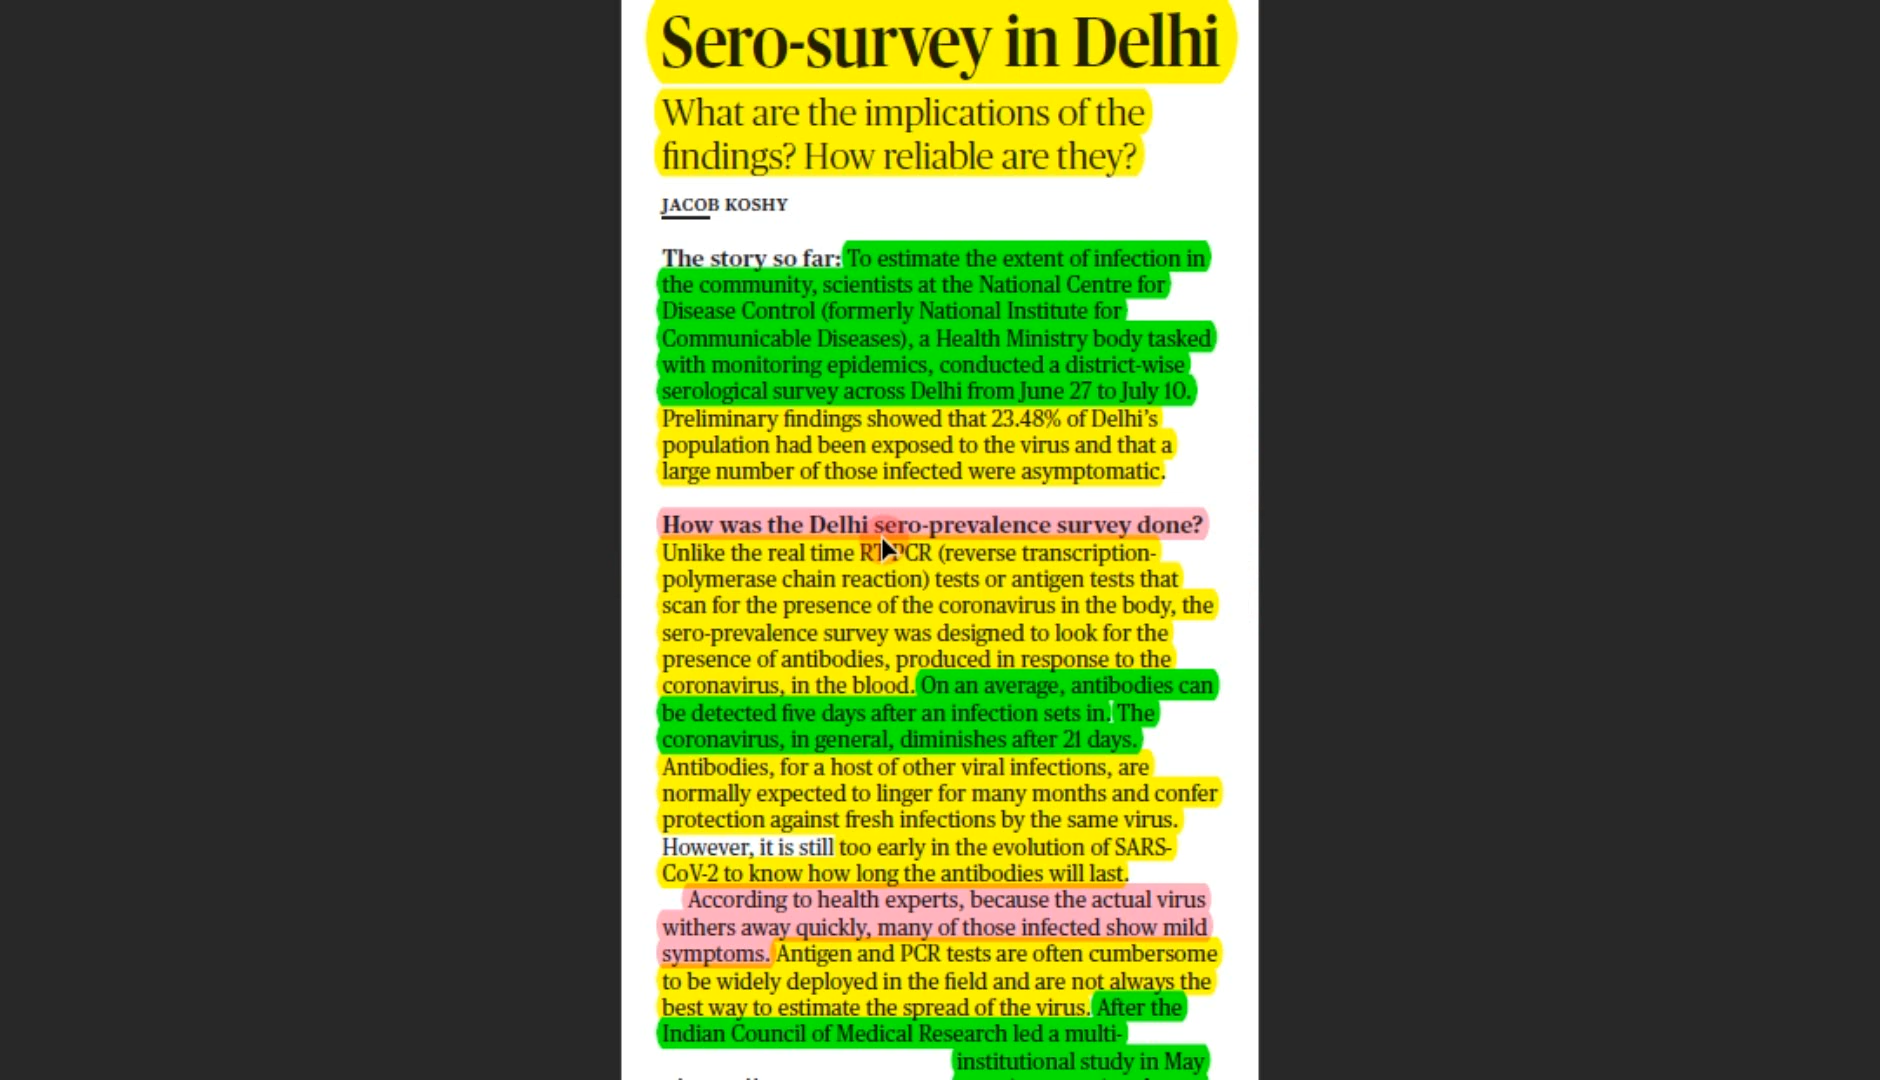 Sero-survey in Delhi
What are the implications of the
findings? How reliable are they?
JACOB KOSHY
The story so far: To estimate the extent of infection in
the community, scientists at the National Centre for
Disease Control (formerly National Institute for
Communicable Diseases), a Health Ministry body tasked
with monitoring epidemics, conducted a district-wise
serological survey across Delhi from June 27 to July 10.
Preliminary findings showed that 23.48% of Delhi's
population had been exposed to the virus and that a
large number of those infected were asymptomatic.
How was the Delhi sero-prevalence survey done?
Unlike the real time RT-PCR (reverse transcription-
polymerase chain reaction) tests or antigen tests that
scan for the presence of the coronavirus in the body, the
sero-prevalence survey was designed to look for the
presence of antibodies, produced in response to the
coronavirus, in the blood. On an average, antibodies can
be detected five days after an infection sets in. The
coronavirus, in general, diminishes after 21 days.
Antibodies, for a host of other viral infections, are
normally expected to linger for many months and confer
protection against fresh infections by the same virus.
However, it is still too early in the evolution of SARS-
CoV-2 to know how long the antibodies will last.
According to health experts, because the actual virus
withers away quickly, many of those infected show mild
symptoms. Antigen and PCR tests are often cumbersome
to be widely deployed in the field and are not always the
best way to estimate the spread of the virus. After the
Indian Council of Medical Research led a multi-
institutional study in May